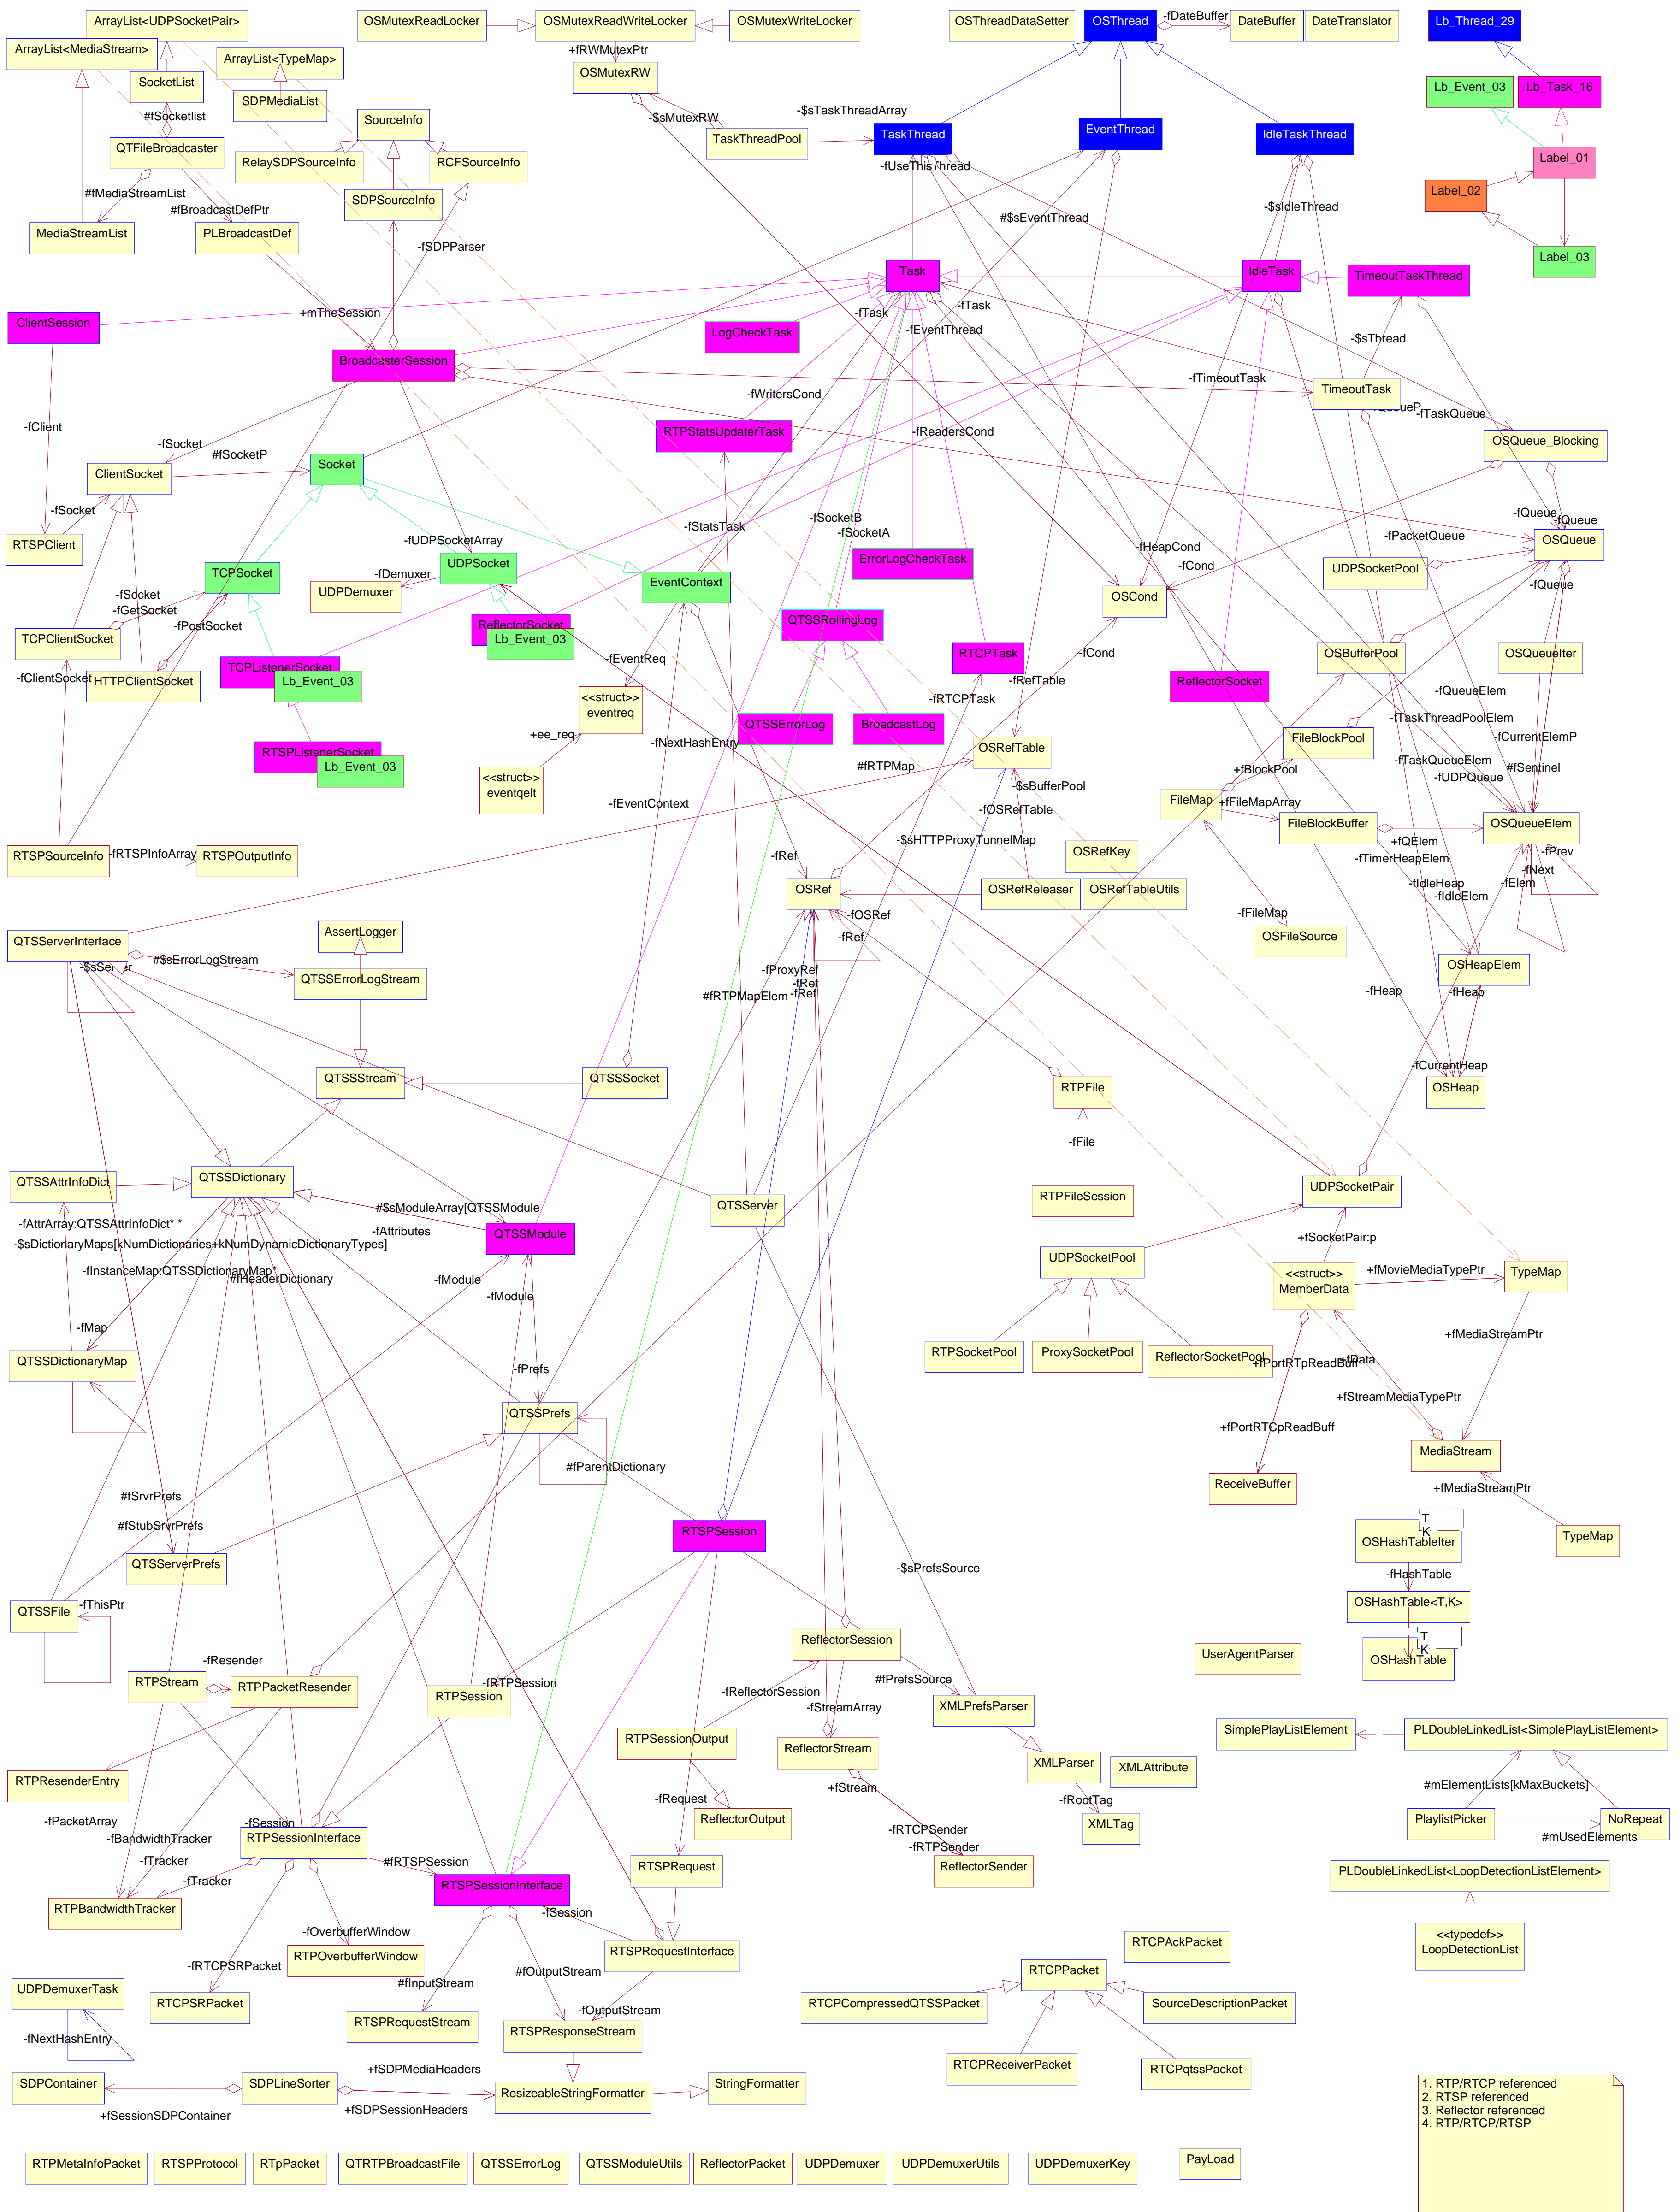 ArrayList<UDPSocketPair>
OSMutexReadLocker
OSMutexReadWriteLocker
OSMutexWriteLocker
OSThreadDataSetter
OSThread
-fDateBuffer
DateBuffer
DateTranslator
Lb_Thread_29
ArrayList<MediaStream>
ArrayList<TypeMap>
+fRWMutexPtr
OSMutexRW
SocketList
SDPMediaList
Lb_Event_03
Lb_Task_16
#fSocketlist
SourceInfo
-$sMutexRW
-$sTaskThreadArray
TaskThreadPool
TaskThread
EventThread
IdleTaskThread
QTFileBroadcaster
RelaySDPSourceInfo
RCFSourceInfo
-fUseThisThread
Label_01
#fMediaStreamList
#fBroadcastDefPtr
SDPSourceInfo
-$sIdleThread
#$sEventThread
Label_02
MediaStreamList
PLBroadcastDef
-fSDPParser
Label_03
Task
IdleTask
TimeoutTaskThread
ClientSession
+mTheSession
LogCheckTask
-fTask
-fTask
-fEventThread
-$sThread
BroadcasterSession
-fTimeoutTask
TimeoutTask
-fWritersCond
-fTaskQueue
-fClient
-fSocket
#fSocketP
RTPStatsUpdaterTask
-fReadersCond
OSQueue_Blocking
ClientSocket
Socket
-fSocket
-fStatsTask
-fSocketB
-fSocketA
-fQueue
-fQueue
RTSPClient
-fUDPSocketArray
-fPacketQueue
OSQueue
-fHeapCond
-fCond
TCPSocket
-fDemuxer
UDPSocket
EventContext
ErrorLogCheckTask
UDPSocketPool
-fQueue
UDPDemuxer
OSCond
-fSocket
-fGetSocket
-fPostSocket
ReflectorSocket
Lb_Event_03
QTSSRollingLog
TCPClientSocket
-fClientSocket
HTTPClientSocket
TCPListenerSocket
Lb_Event_03
-fEventReq
RTCPTask
-fCond
-fRefTable
OSBufferPool
OSQueueIter
ReflectorSocket
<<struct>>
eventreq
-fRTCPTask
-fQueueElem
+ee_req
QTSSErrorLog
BroadcastLog
-fTaskThreadPoolElem
-fNextHashEntry
OSRefTable
FileBlockPool
-fCurrentElemP
RTSPListenerSocket
Lb_Event_03
<<struct>>
eventqelt
#fRTPMap
+fBlockPool
-fTaskQueueElem
#fSentinel
-$sBufferPool
-fUDPQueue
-fEventContext
-fOSRefTable
FileMap
+fFileMapArray
FileBlockBuffer
OSQueueElem
-$sHTTPProxyTunnelMap
+fQElem
RTSPSourceInfo
-fRTSPInfoArray
RTSPOutputInfo
-fRef
OSRefKey
-fTimerHeapElem
-fPrev
-fNext
OSRef
OSRefReleaser
OSRefTableUtils
-fIdleHeap
-fIdleElem
-fElem
-fOSRef
-fFileMap
QTSSServerInterface
AssertLogger
-fRef
OSFileSource
#$sErrorLogStream
QTSSErrorLogStream
-fProxyRef
-fRef
-fRef
#fRTPMapElem
OSHeapElem
-fHeap
-fHeap
QTSSStream
QTSSSocket
-fCurrentHeap
OSHeap
RTPFile
-fFile
QTSSAttrInfoDict
QTSSDictionary
RTPFileSession
UDPSocketPair
QTSServer
#$sModuleArray[QTSSModule
-fAttrArray:QTSSAttrInfoDict* *
-fAttributes
QTSSModule
-$sDictionaryMaps[kNumDictionaries+kNumDynamicDictionaryTypes]
+fSocketPair:p
UDPSocketPool
-fInstanceMap:QTSSDictionaryMap*
#fHeaderDictionary
-fModule
-fModule
<<struct>>
MemberData
+fMovieMediaTypePtr
TypeMap
-fMap
+fMediaStreamPtr
QTSSDictionaryMap
-fPrefs
RTPSocketPool
ProxySocketPool
ReflectorSocketPool
+fPortRTpReadBuff
+fData
+fStreamMediaTypePtr
QTSSPrefs
+fPortRTCpReadBuff
MediaStream
#fParentDictionary
ReceiveBuffer
+fMediaStreamPtr
#fSrvrPrefs
#fStubSrvrPrefs
RTSPSession
T
K
OSHashTableIter
TypeMap
QTSServerPrefs
-$sPrefsSource
-fHashTable
QTSSFile
-fThisPtr
OSHashTable<T,K>
ReflectorSession
T
K
OSHashTable
UserAgentParser
-fResender
RTPStream
RTPPacketResender
RTPSession
-fRTPSession
#fPrefsSource
-fReflectorSession
-fStreamArray
XMLPrefsParser
RTPSessionOutput
ReflectorStream
SimplePlayListElement
PLDoubleLinkedList<SimplePlayListElement>
RTPResenderEntry
+fStream
XMLParser
XMLAttribute
#mElementLists[kMaxBuckets]
-fRequest
-fRootTag
-fPacketArray
-fSession
ReflectorOutput
XMLTag
PlaylistPicker
NoRepeat
-fBandwidthTracker
RTPSessionInterface
-fRTCPSender
-fRTPSender
#mUsedElements
-fTracker
-fTracker
#fRTSPSession
RTSPRequest
ReflectorSender
PLDoubleLinkedList<LoopDetectionListElement>
RTSPSessionInterface
RTPBandwidthTracker
-fSession
-fOverbufferWindow
<<typedef>>
LoopDetectionList
RTPOverbufferWindow
RTSPRequestInterface
RTCPAckPacket
-fRTCPSRPacket
#fInputStream
#fOutputStream
RTCPPacket
UDPDemuxerTask
RTCPSRPacket
RTSPRequestStream
-fOutputStream
RTSPResponseStream
RTCPCompressedQTSSPacket
SourceDescriptionPacket
-fNextHashEntry
RTCPReceiverPacket
RTCPqtssPacket
+fSDPMediaHeaders
SDPContainer
SDPLineSorter
ResizeableStringFormatter
StringFormatter
+fSessionSDPContainer
+fSDPSessionHeaders
1. RTP/RTCP referenced
2. RTSP referenced
3. Reflector referenced
4. RTP/RTCP/RTSP
RTPMetaInfoPacket
RTSPProtocol
RTpPacket
QTRTPBroadcastFile
QTSSErrorLog
QTSSModuleUtils
ReflectorPacket
UDPDemuxer
UDPDemuxerUtils
UDPDemuxerKey
PayLoad